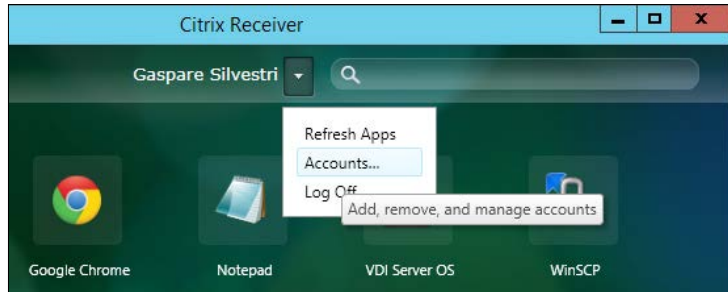 Citrix Receiver
Gaspare Silvestri
Refresh Apps
Accounts...
Log Off
Add, remove, and manage accounts
Google Chrome
Notepad
VDI Server OS
WinSCP